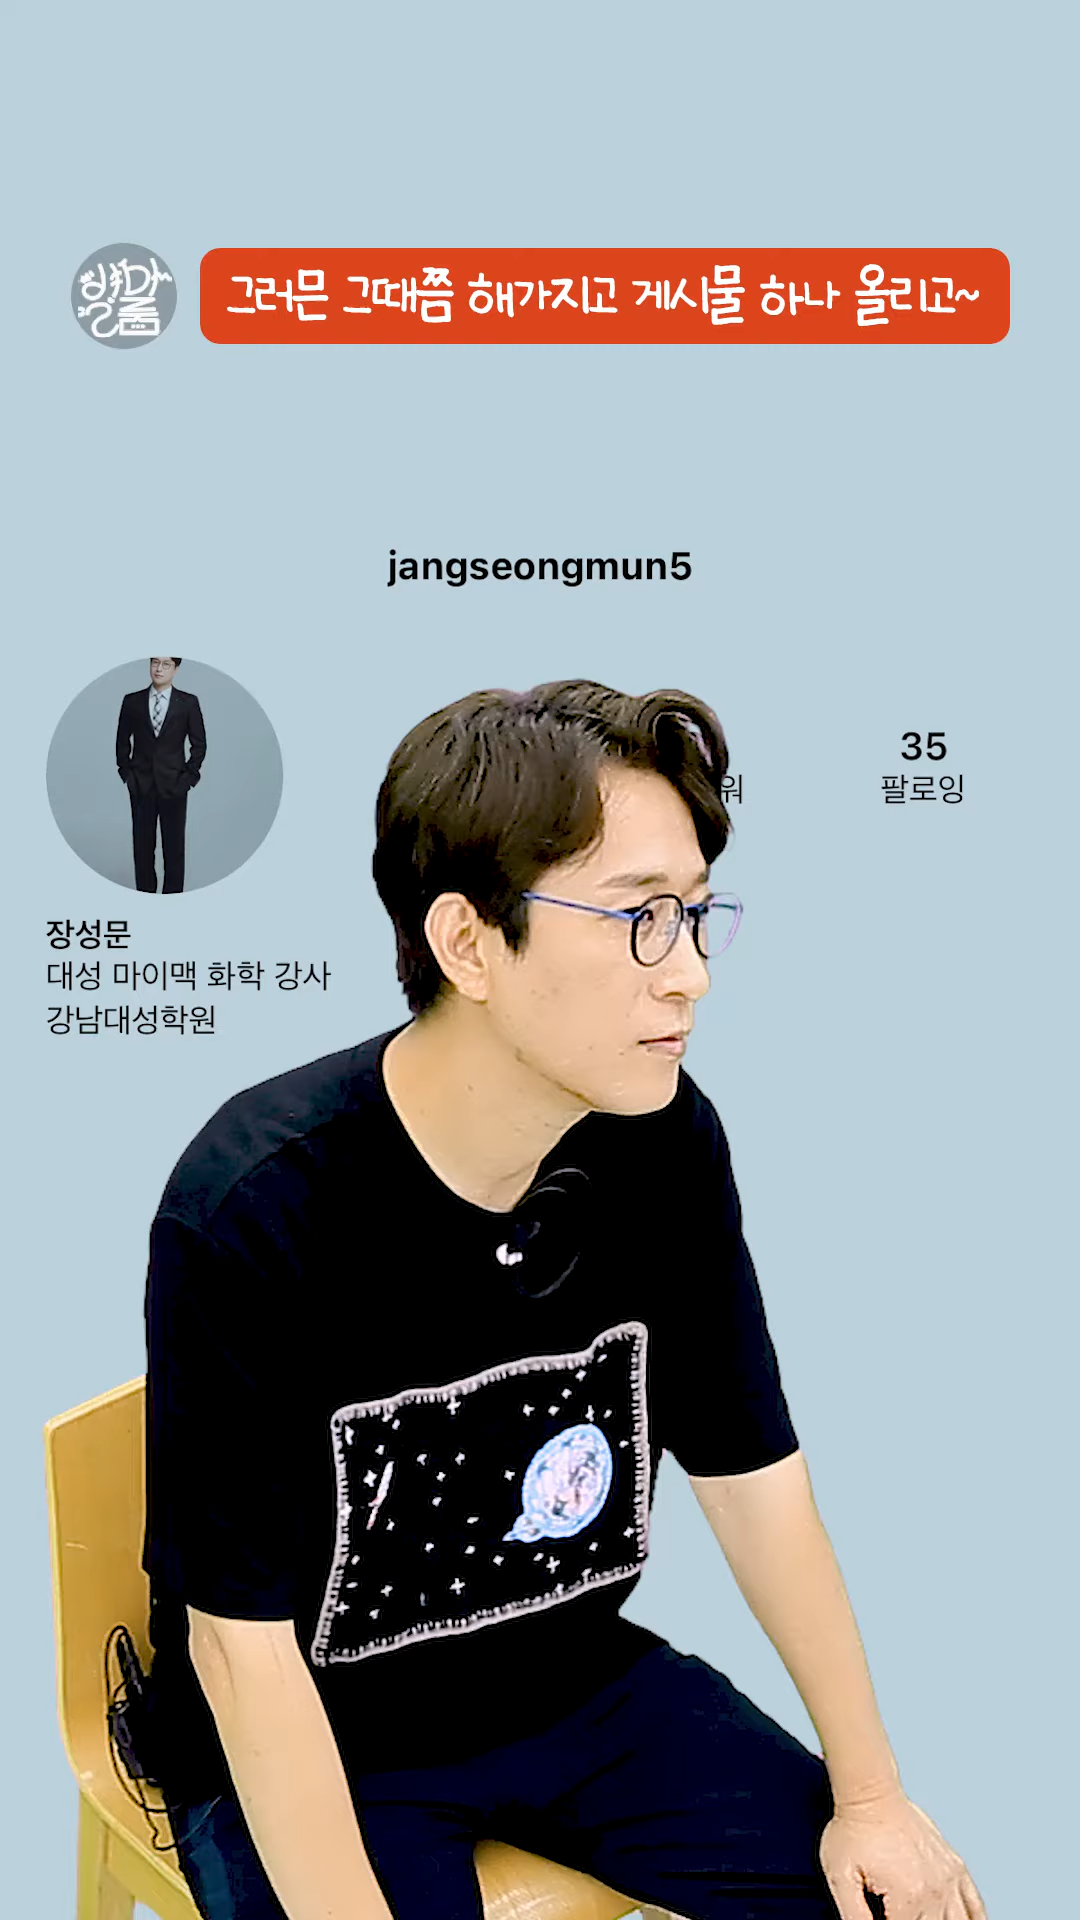 그러믄 그때쯤 해가지고 게시물 하나 올리고~
jangseongmun5
35
워
팔로잉
장성문
대성 마이맥 화학 강사
강남대성학원